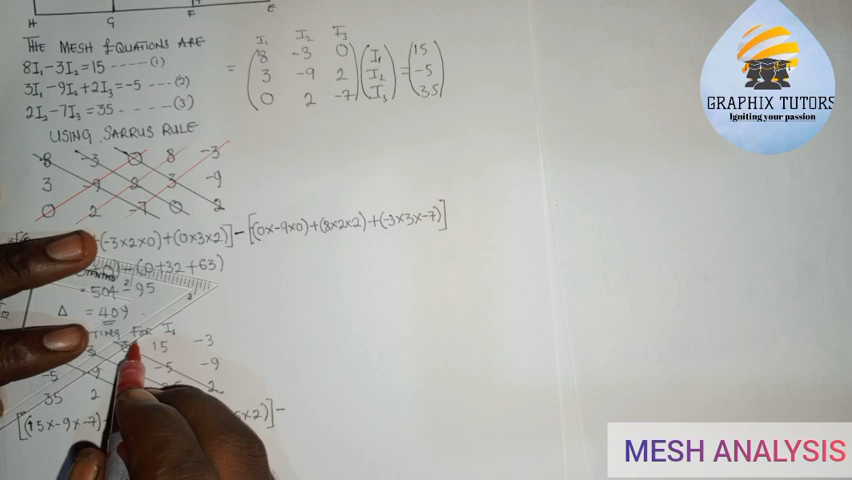 H G F E
THE MESH EQUATIONS ARE
8I₁-3I₂=15 -----(1)
3I₁-9I₂+2I₃=-5 ---(2)
2I₂-7I₃=35 - - - -(3)
I₁ I₂ I₃
= (8 -3 0) (I₁) = (15)
(3 -9 2) (I₂) (-5)
(0 2 -7) (I₃) (35)
USING SARRUS RULE
8 -3 0 8 -3
3 -9 2 3 -9
0 2 -7 0 2
+(-3×2×0)+(0×3×2)] - [(0×-9×0)+(8×2×2)+(-3×3×-7)]
(0+32+63)
= 504-95
Δ = 409
FOR I₁
15 -3
-5 -9 -5 -9
35 2 2
[(15×-9×-7) ×2)] -
GRAPHIX TUTORS
Igniting your passion
MESH ANALYSIS